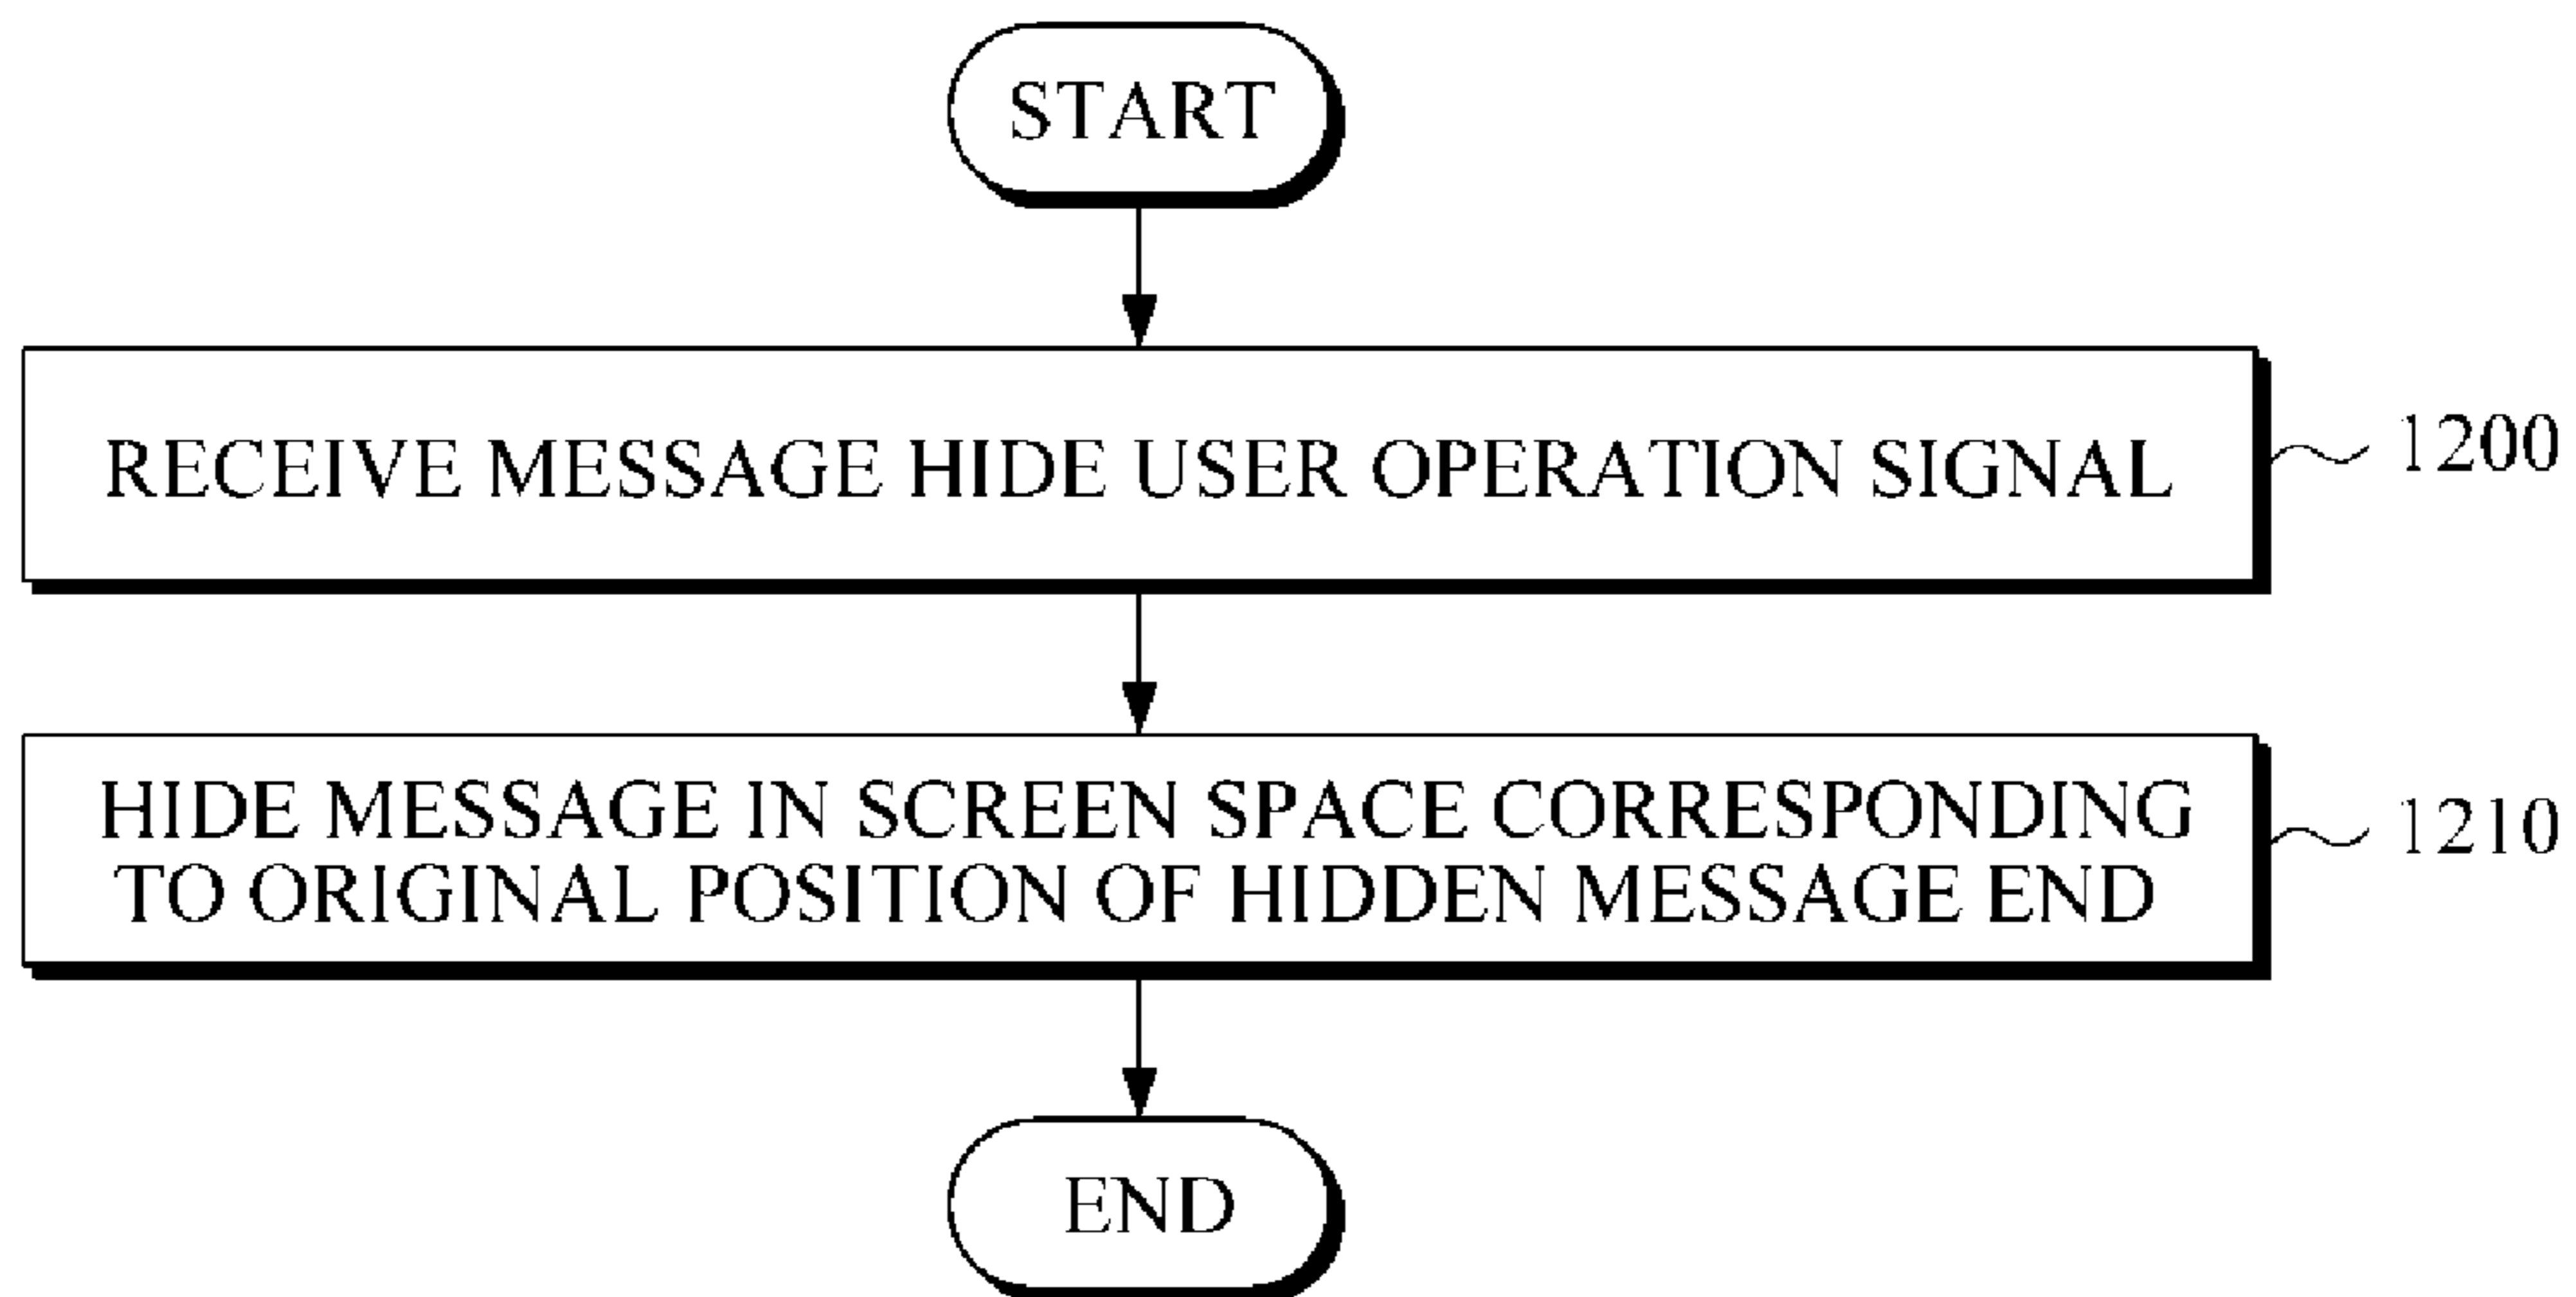 START
RECEIVE MESSAGE HIDE USER OPERATION SIGNAL
1200
HIDE MESSAGE IN SCREEN SPACE CORRESPONDING
TO ORIGINAL POSITION OF HIDDEN MESSAGE END
1210
END